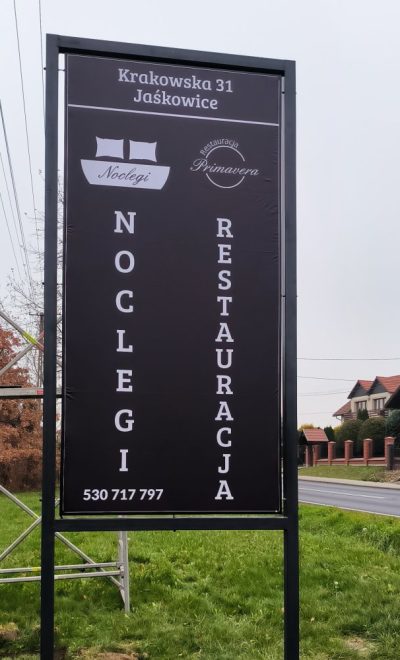 Krakowska 31
Jaśkowice
Noclegi
Restauracja
Primavera
NOCLEGI
RESTAURACJA
530 717 797